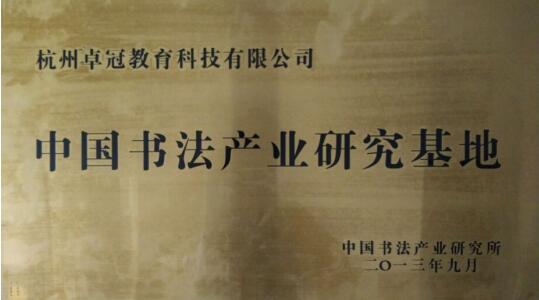 杭州卓冠教育科技有限公司
中国书法产业研究基地
中国书法产业研究所
二〇一三年九月